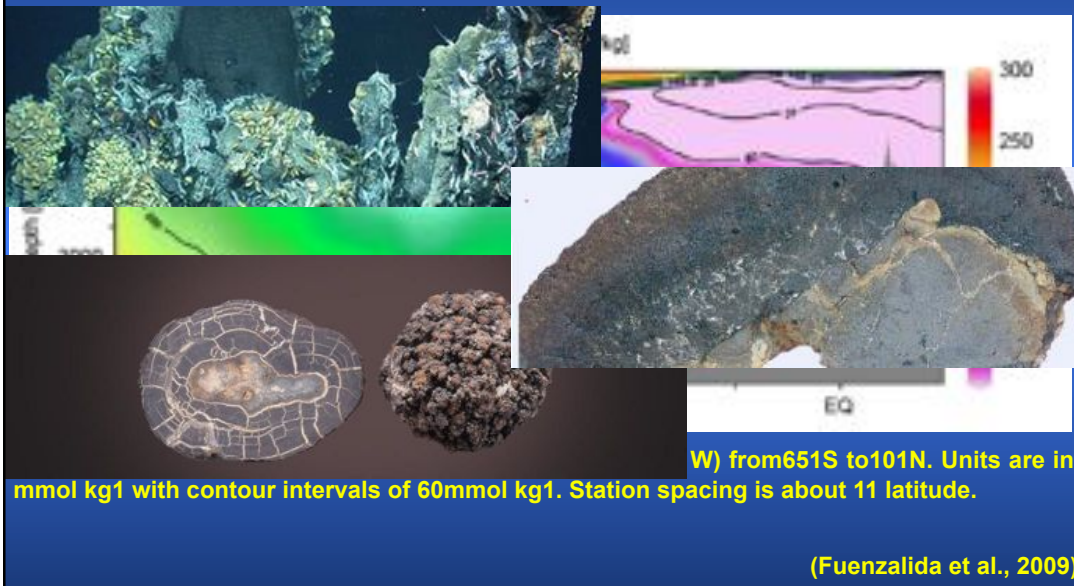 /kg]
300
250
EQ
W) from651S to101N. Units are in
mmol kg1 with contour intervals of 60mmol kg1. Station spacing is about 11 latitude.
(Fuenzalida et al., 2009)